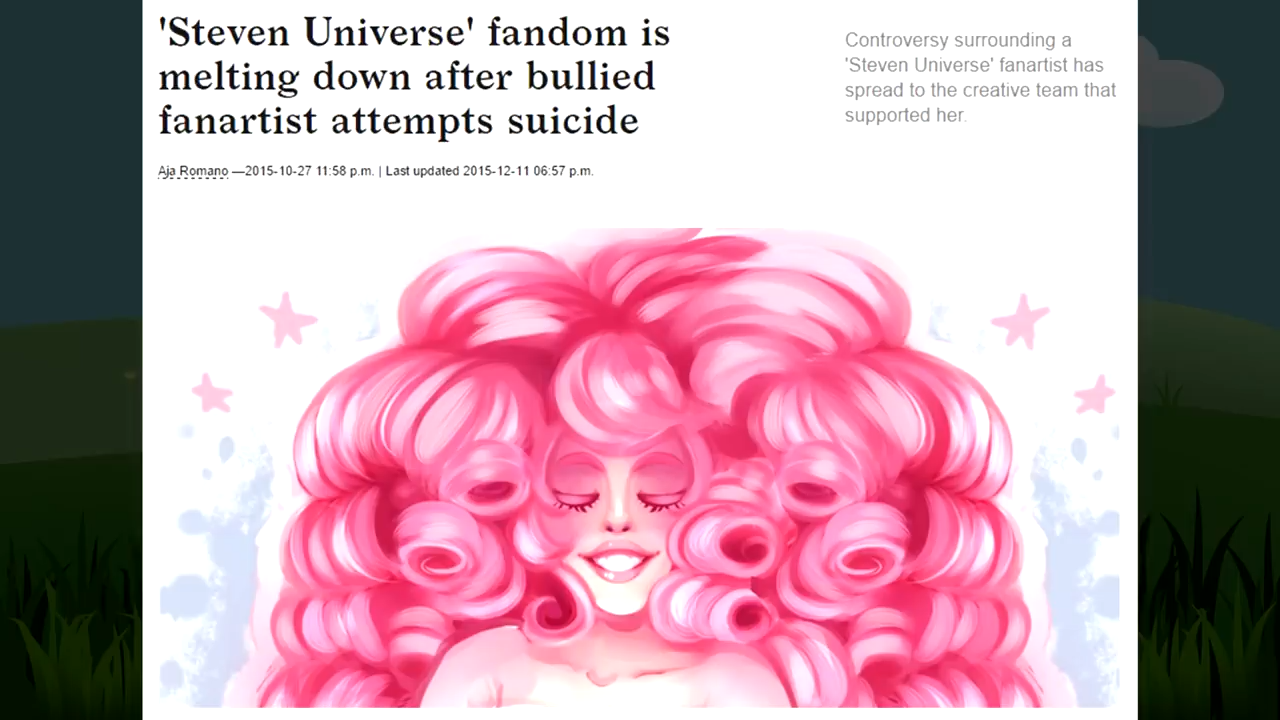 'Steven Universe' fandom is
melting down after bullied
fanartist attempts suicide
Controversy surrounding a
'Steven Universe' fanartist has
spread to the creative team that
supported her.
Aja Romano —2015-10-27 11:58 p.m. | Last updated 2015-12-11 06:57 p.m.